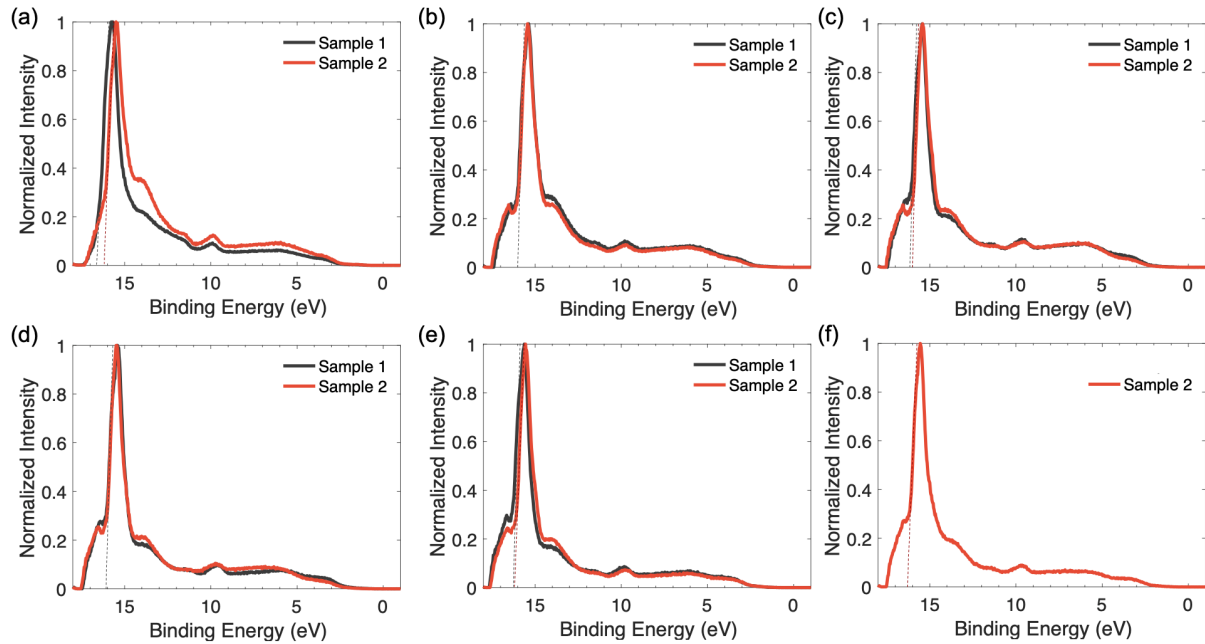 (a)
Normalized Intensity
1
0.8
0.6
0.4
0.2
0
15
10
5
0
Binding Energy (eV)
Sample 1
Sample 2
(b)
Normalized Intensity
1
0.8
0.6
0.4
0.2
0
15
10
5
0
Binding Energy (eV)
Sample 1
Sample 2
(c)
Normalized Intensity
1
0.8
0.6
0.4
0.2
0
15
10
5
0
Binding Energy (eV)
Sample 1
Sample 2
(d)
Normalized Intensity
1
0.8
0.6
0.4
0.2
0
15
10
5
0
Binding Energy (eV)
Sample 1
Sample 2
(e)
Normalized Intensity
1
0.8
0.6
0.4
0.2
0
15
10
5
0
Binding Energy (eV)
Sample 1
Sample 2
(f)
Normalized Intensity
1
0.8
0.6
0.4
0.2
0
15
10
5
0
Binding Energy (eV)
Sample 2